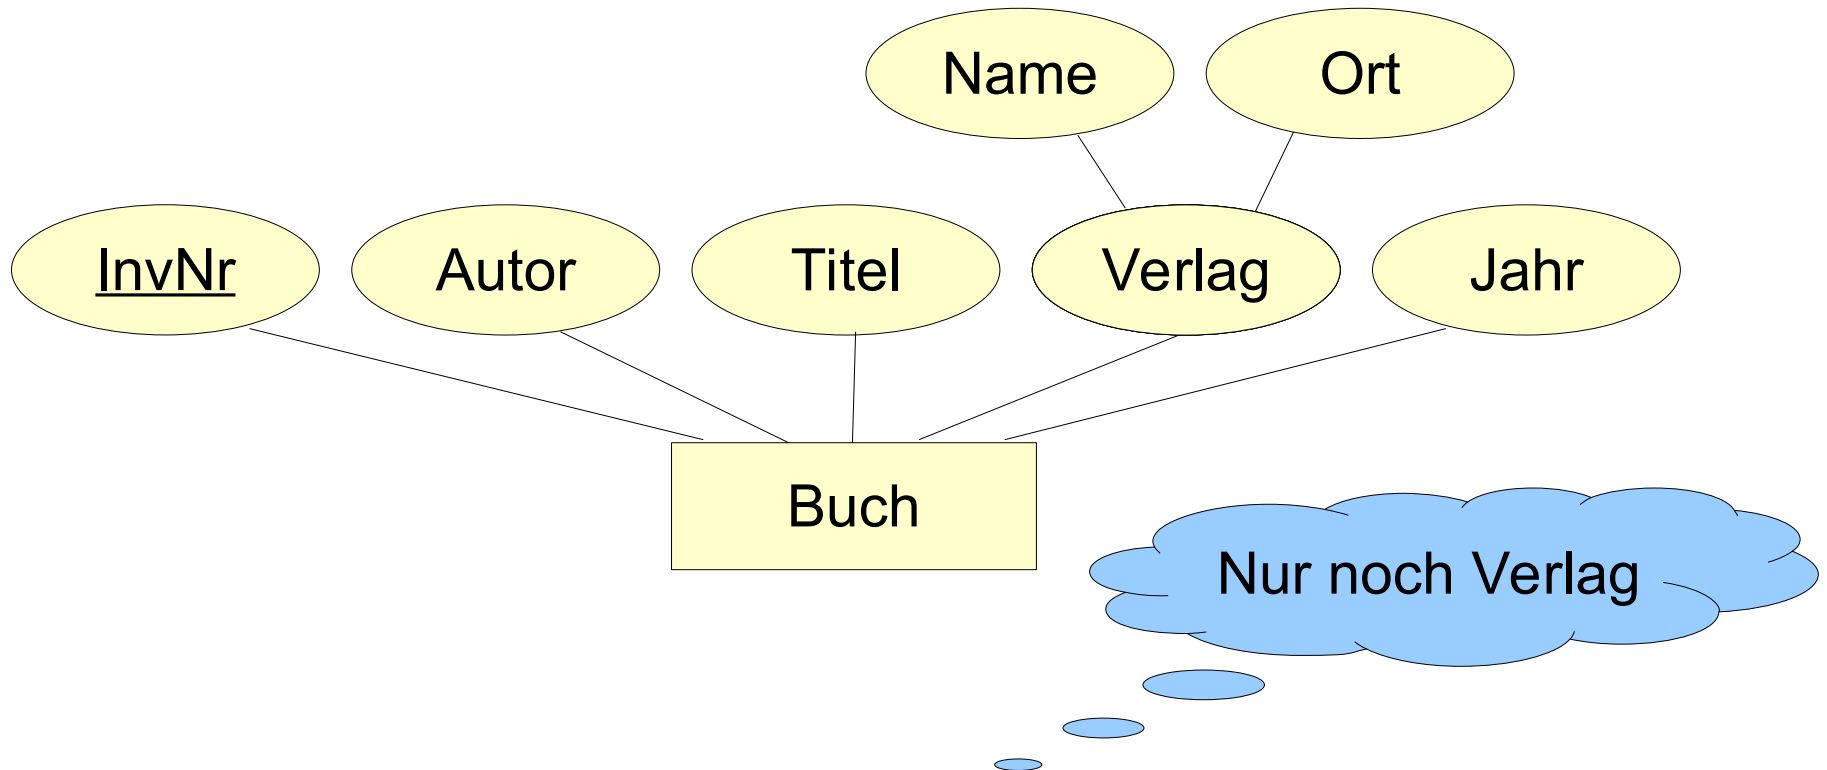 Name
Ort
InvNr
Autor
Titel
Verlag
Jahr
Buch
Nur noch Verlag